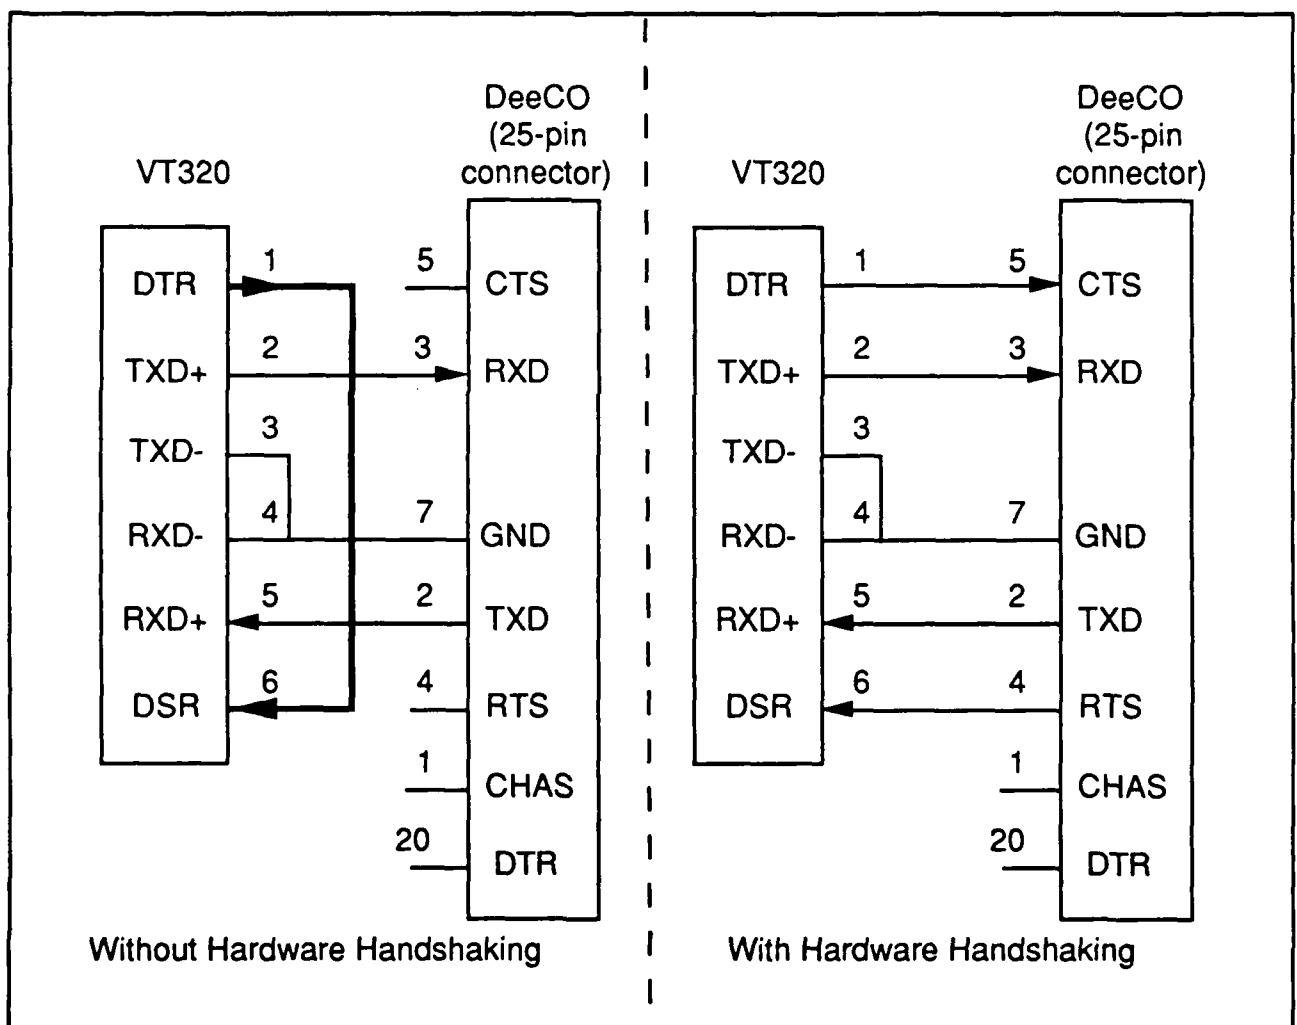 DeeCO
(25-pin
connector)
VT320
1
5
DTR
CTS
2
3
TXD+
RXD
3
TXD-
4
7
RXD-
GND
5
2
RXD+
TXD
6
4
DSR
RTS
1
CHAS
20
DTR
Without Hardware Handshaking
DeeCO
(25-pin
connector)
VT320
1
5
DTR
CTS
2
3
TXD+
RXD
3
TXD-
4
7
RXD-
GND
5
2
RXD+
TXD
6
4
DSR
RTS
1
CHAS
20
DTR
With Hardware Handshaking